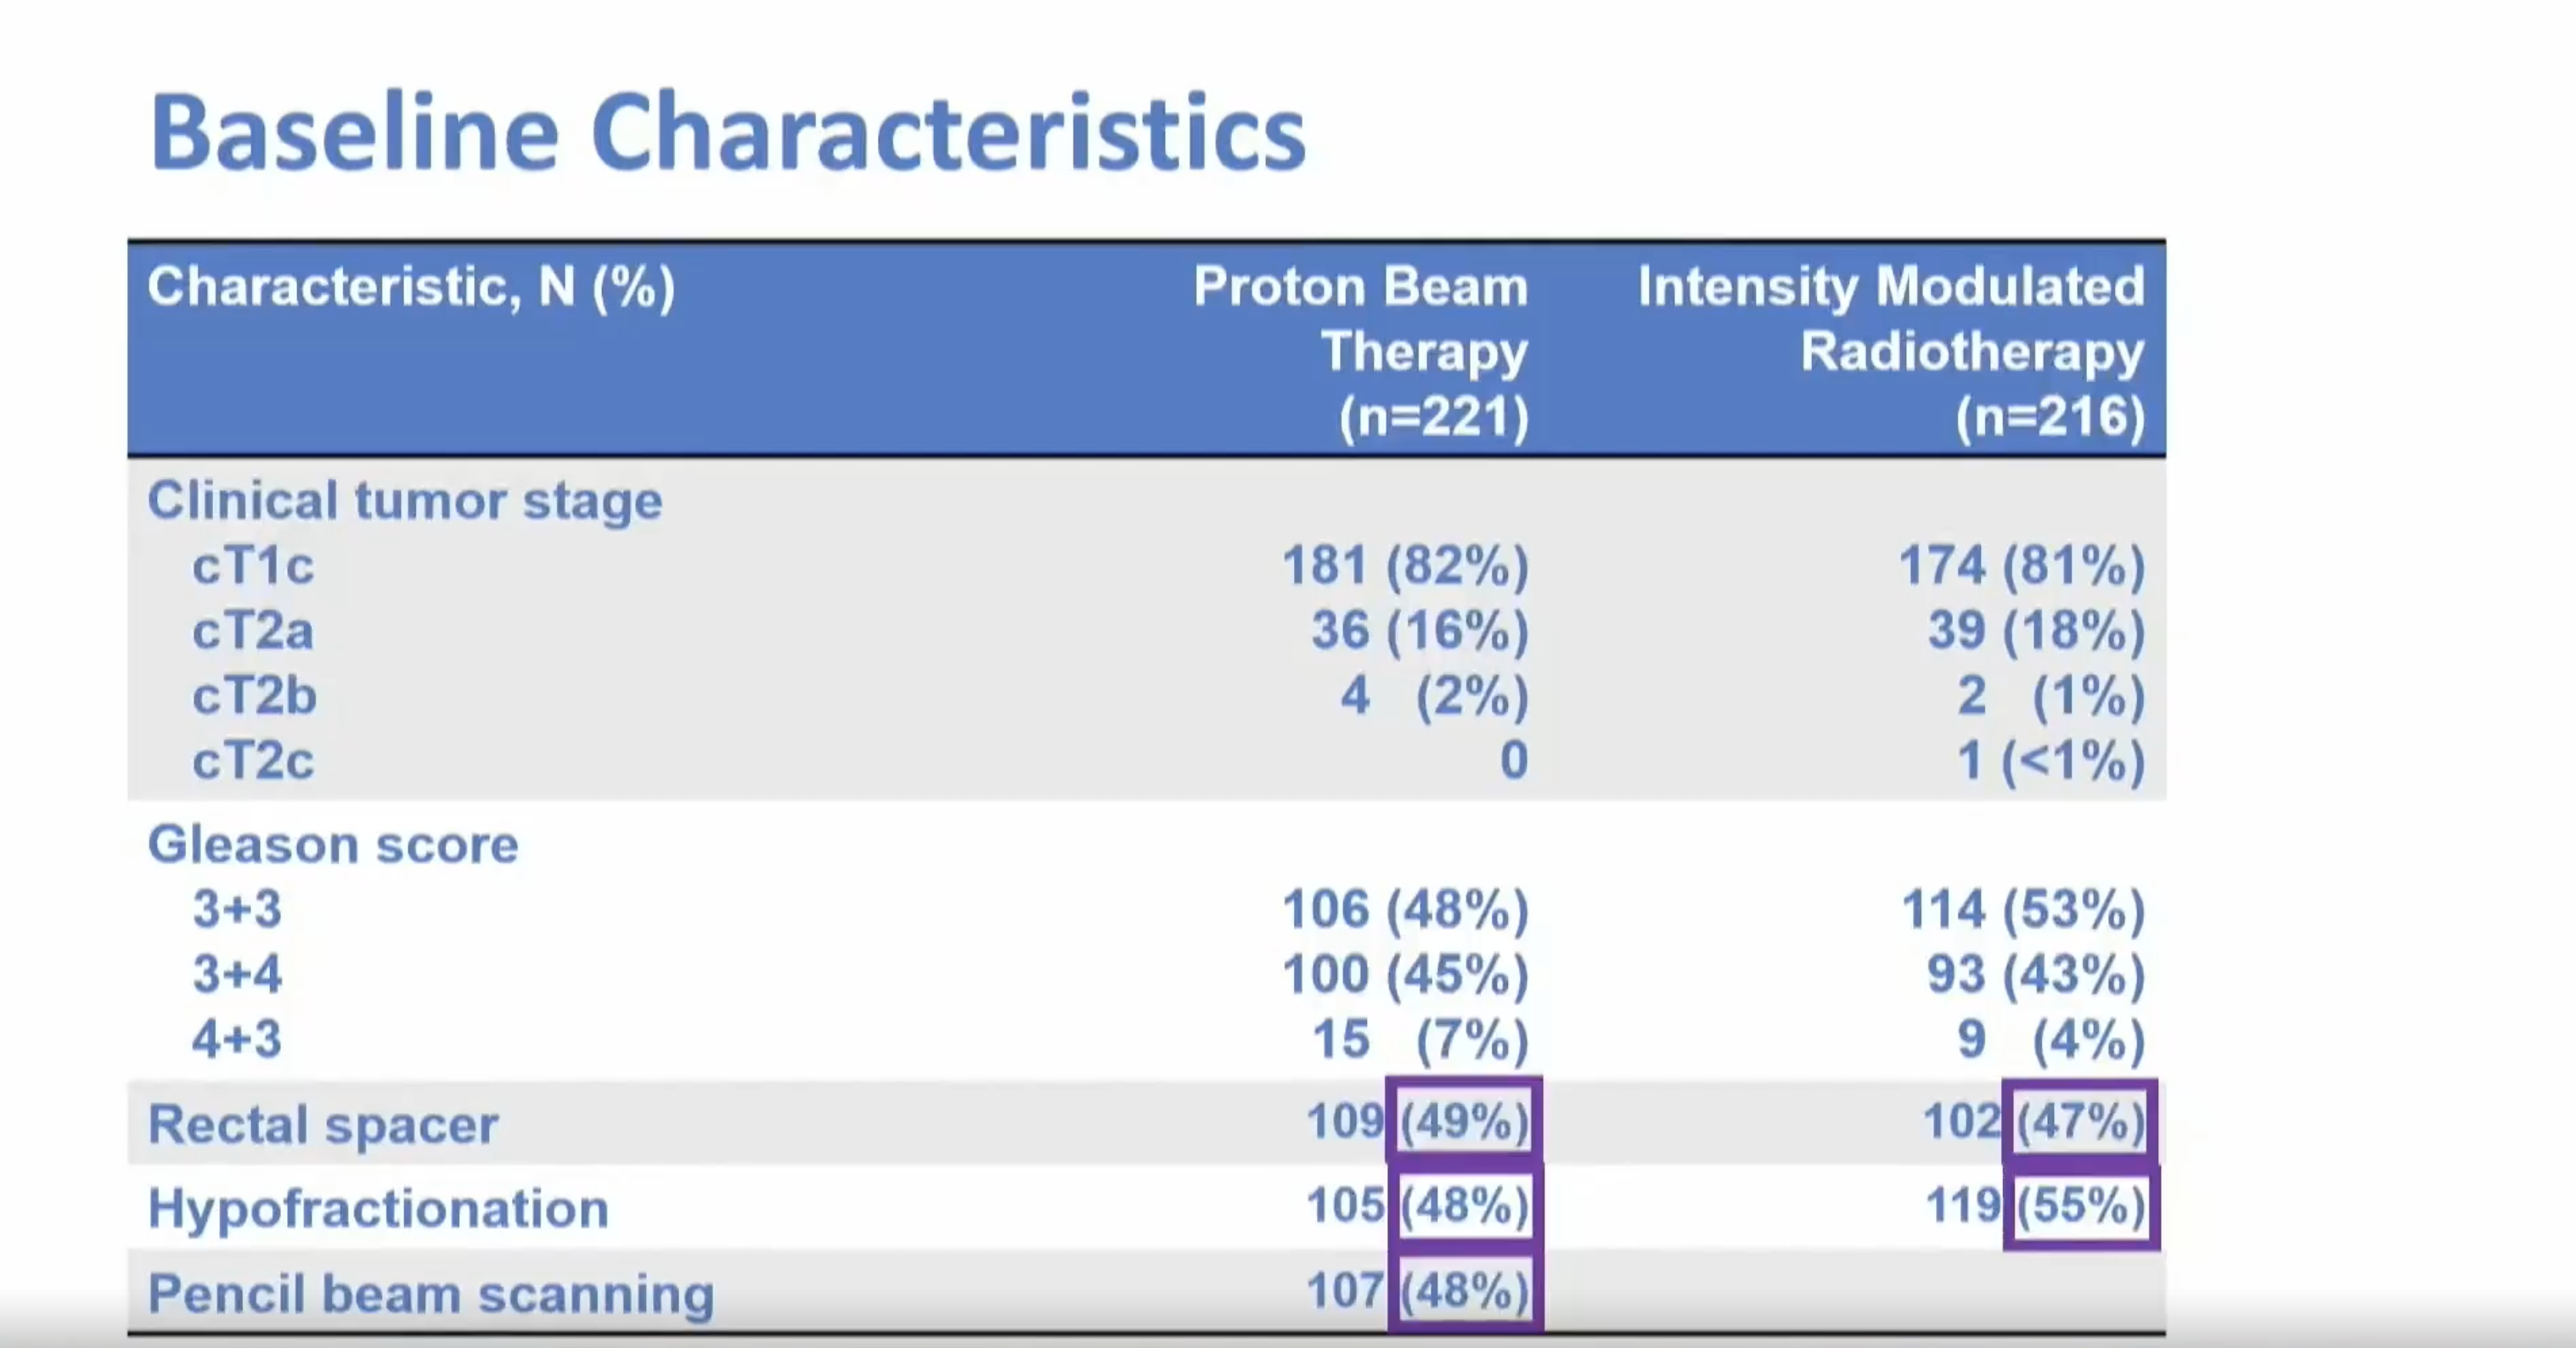 Baseline Characteristics
Characteristic, N (%) Proton Beam Therapy (n=221) Intensity Modulated Radiotherapy (n=216)
Clinical tumor stage
cT1c 181 (82%) 174 (81%)
cT2a 36 (16%) 39 (18%)
cT2b 4 (2%) 2 (1%)
cT2c 0 1 (<1%)
Gleason score
3+3 106 (48%) 114 (53%)
3+4 100 (45%) 93 (43%)
4+3 15 (7%) 9 (4%)
Rectal spacer 109 (49%) 102 (47%)
Hypofractionation 105 (48%) 119 (55%)
Pencil beam scanning 107 (48%)